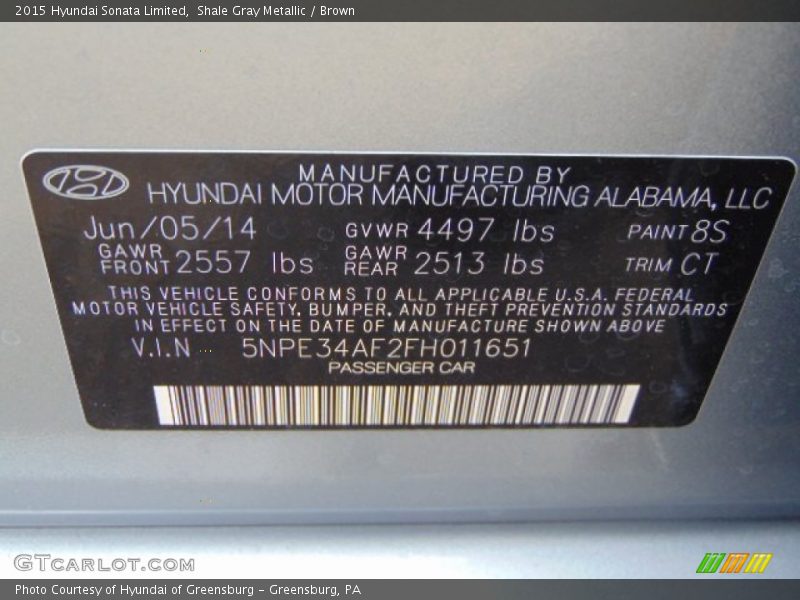 2015 Hyundai Sonata Limited, Shale Gray Metallic / Brown
MANUFACTURED BY
HYUNDAI MOTOR MANUFACTURING ALABAMA, LLC
Jun/05/14 GVWR 4497 lbs PAINT 8S
GAWR FRONT 2557 lbs GAWR REAR 2513 lbs TRIM CT
THIS VEHICLE CONFORMS TO ALL APPLICABLE U.S.A. FEDERAL
MOTOR VEHICLE SAFETY, BUMPER, AND THEFT PREVENTION STANDARDS
IN EFFECT ON THE DATE OF MANUFACTURE SHOWN ABOVE
V.I.N ... 5NPE34AF2FH011651
PASSENGER CAR
GTCARLOT.COM
Photo Courtesy of Hyundai of Greensburg - Greensburg, PA